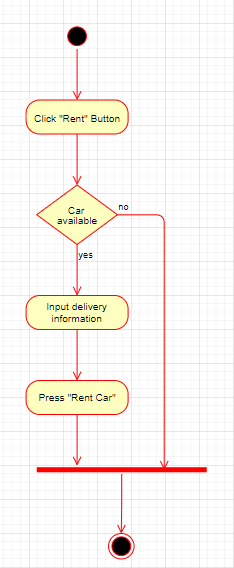 Click "Rent" Button
Car
available
no
yes
Input delivery
information
Press "Rent Car"